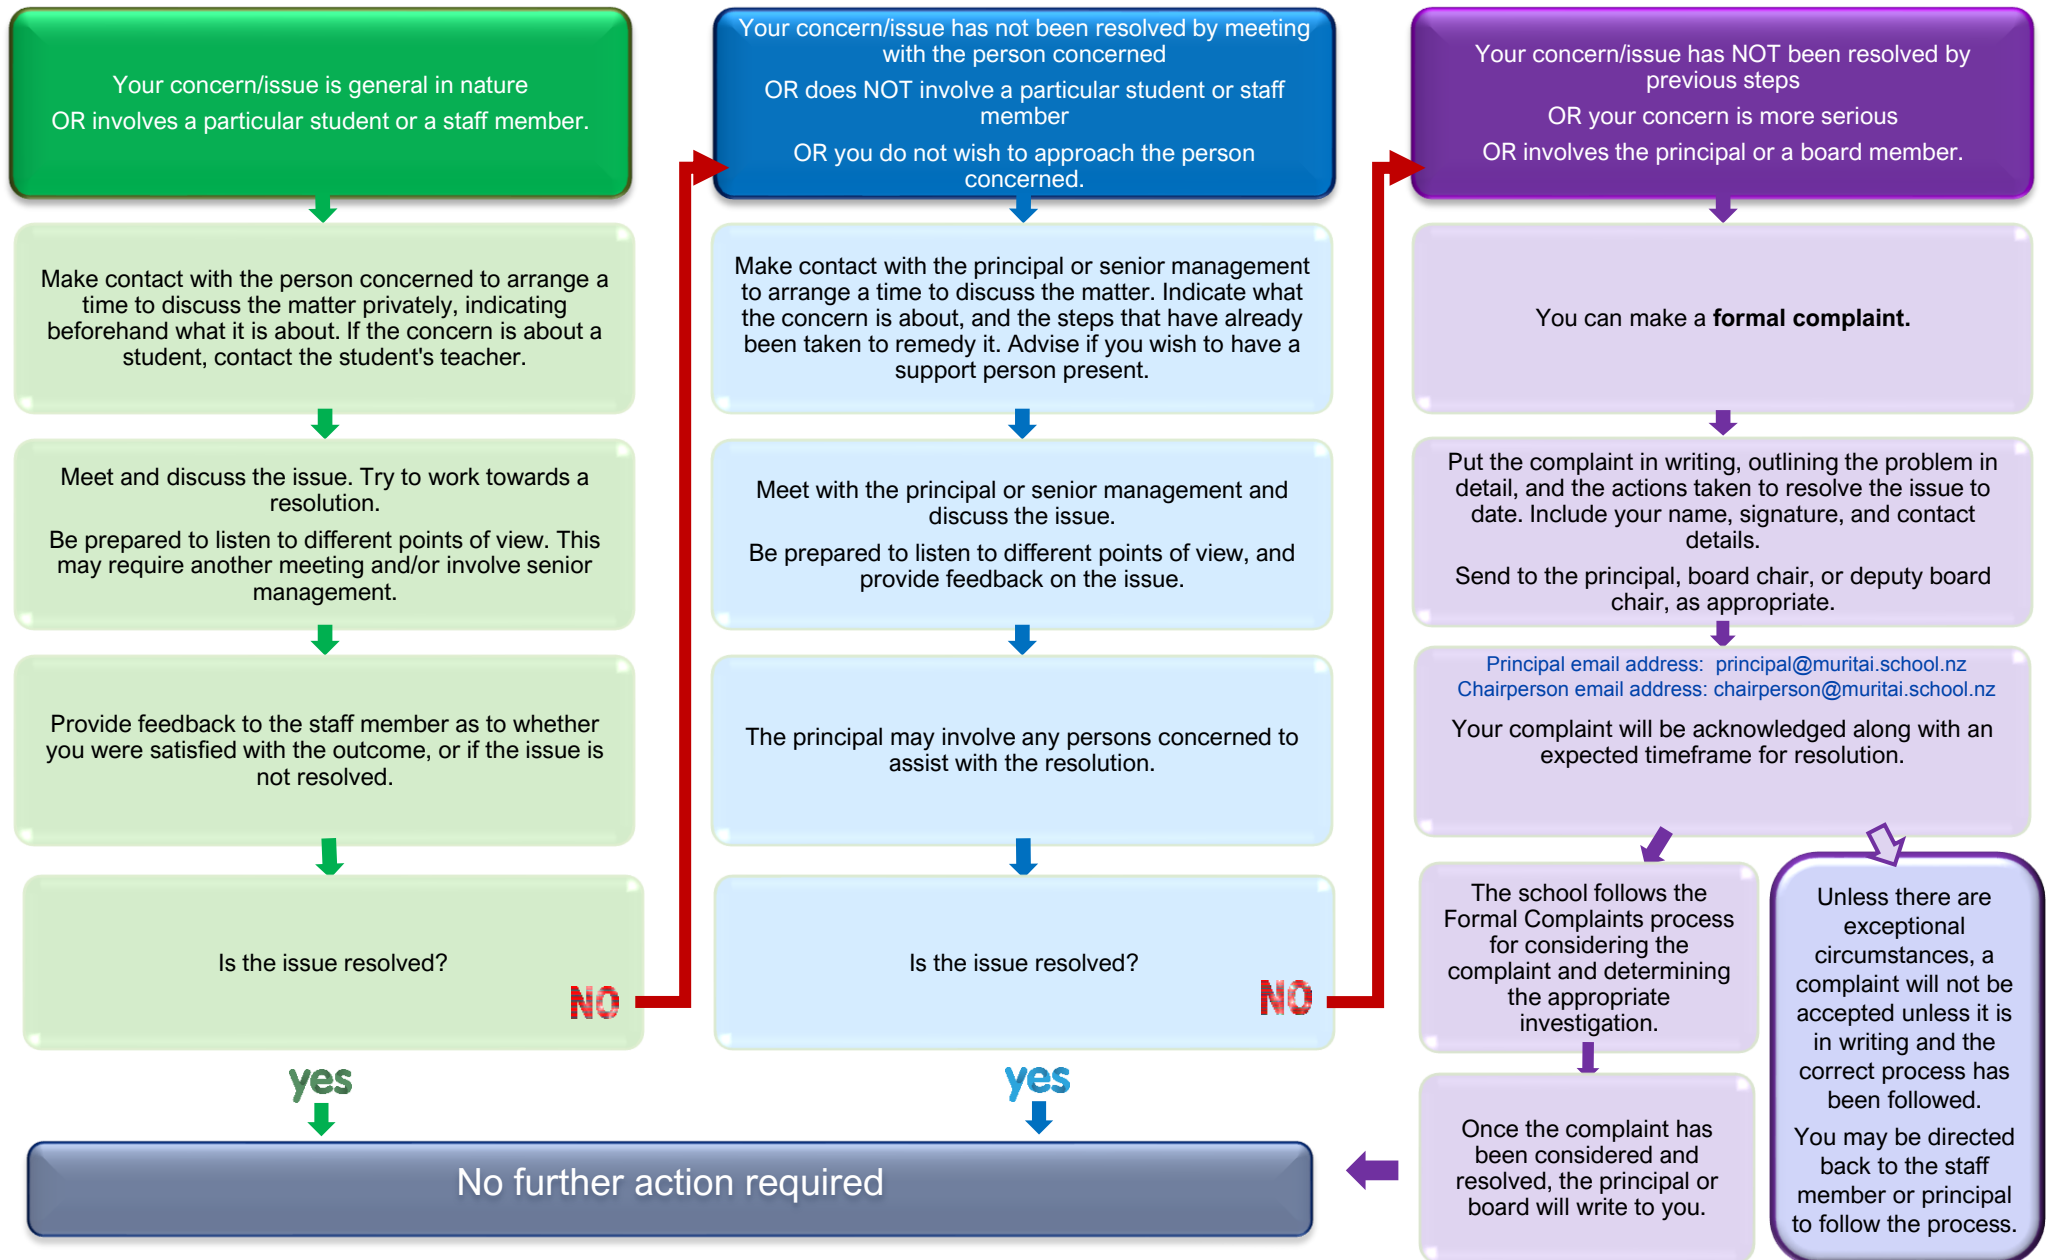 Your concern/issue is general in nature
OR involves a particular student or a staff member.
Make contact with the person concerned to arrange a
time to discuss the matter privately, indicating
beforehand what it is about. If the concern is about a
student, contact the student's teacher.
Meet and discuss the issue. Try to work towards a
resolution.
Be prepared to listen to different points of view. This
may require another meeting and/or involve senior
management.
Provide feedback to the staff member as to whether
you were satisfied with the outcome, or if the issue is
not resolved.
Is the issue resolved?
NO
yes
Your concern/issue has not been resolved by meeting
with the person concerned
OR does NOT involve a particular student or staff
member
OR you do not wish to approach the person
concerned.
Make contact with the principal or senior management
to arrange a time to discuss the matter. Indicate what
the concern is about, and the steps that have already
been taken to remedy it. Advise if you wish to have a
support person present.
Meet with the principal or senior management and
discuss the issue.
Be prepared to listen to different points of view, and
provide feedback on the issue.
The principal may involve any persons concerned to
assist with the resolution.
Is the issue resolved?
NO
yes
Your concern/issue has NOT been resolved by
previous steps
OR your concern is more serious
OR involves the principal or a board member.
You can make a formal complaint.
Put the complaint in writing, outlining the problem in
detail, and the actions taken to resolve the issue to
date. Include your name, signature, and contact
details.
Send to the principal, board chair, or deputy board
chair, as appropriate.
Principal email address: principal@muritai.school.nz
Chairperson email address: chairperson@muritai.school.nz
Your complaint will be acknowledged along with an
expected timeframe for resolution.
The school follows the
Formal Complaints process
for considering the
complaint and determining
the appropriate
investigation.
Once the complaint has
been considered and
resolved, the principal or
board will write to you.
Unless there are
exceptional
circumstances, a
complaint will not be
accepted unless it is
in writing and the
correct process has
been followed.
You may be directed
back to the staff
member or principal
to follow the process.
No further action required